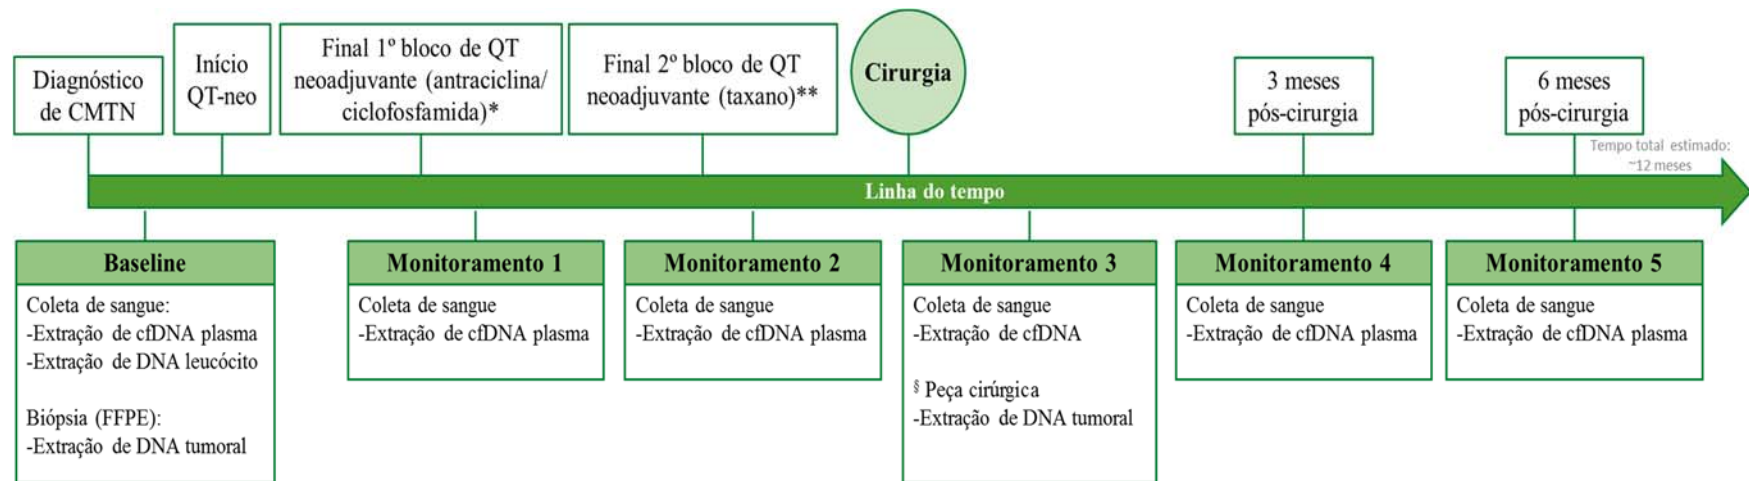 Diagnóstico
de CMTN
Início
QT-neo
Final 1º bloco de QT
neoadjuvante (antraciclina/
ciclofosfamida)*
Final 2º bloco de QT
neoadjuvante (taxano)**
Cirurgia
3 meses
pós-cirurgia
6 meses
pós-cirurgia
Tempo total estimado:
~12 meses
Linha do tempo
Baseline
Coleta de sangue:
-Extração de cfDNA plasma
-Extração de DNA leucócito
Biópsia (FFPE):
-Extração de DNA tumoral
Monitoramento 1
Coleta de sangue
-Extração de cfDNA plasma
Monitoramento 2
Coleta de sangue
-Extração de cfDNA plasma
Monitoramento 3
Coleta de sangue
-Extração de cfDNA
§ Peça cirúrgica
-Extração de DNA tumoral
Monitoramento 4
Coleta de sangue
-Extração de cfDNA plasma
Monitoramento 5
Coleta de sangue
-Extração de cfDNA plasma